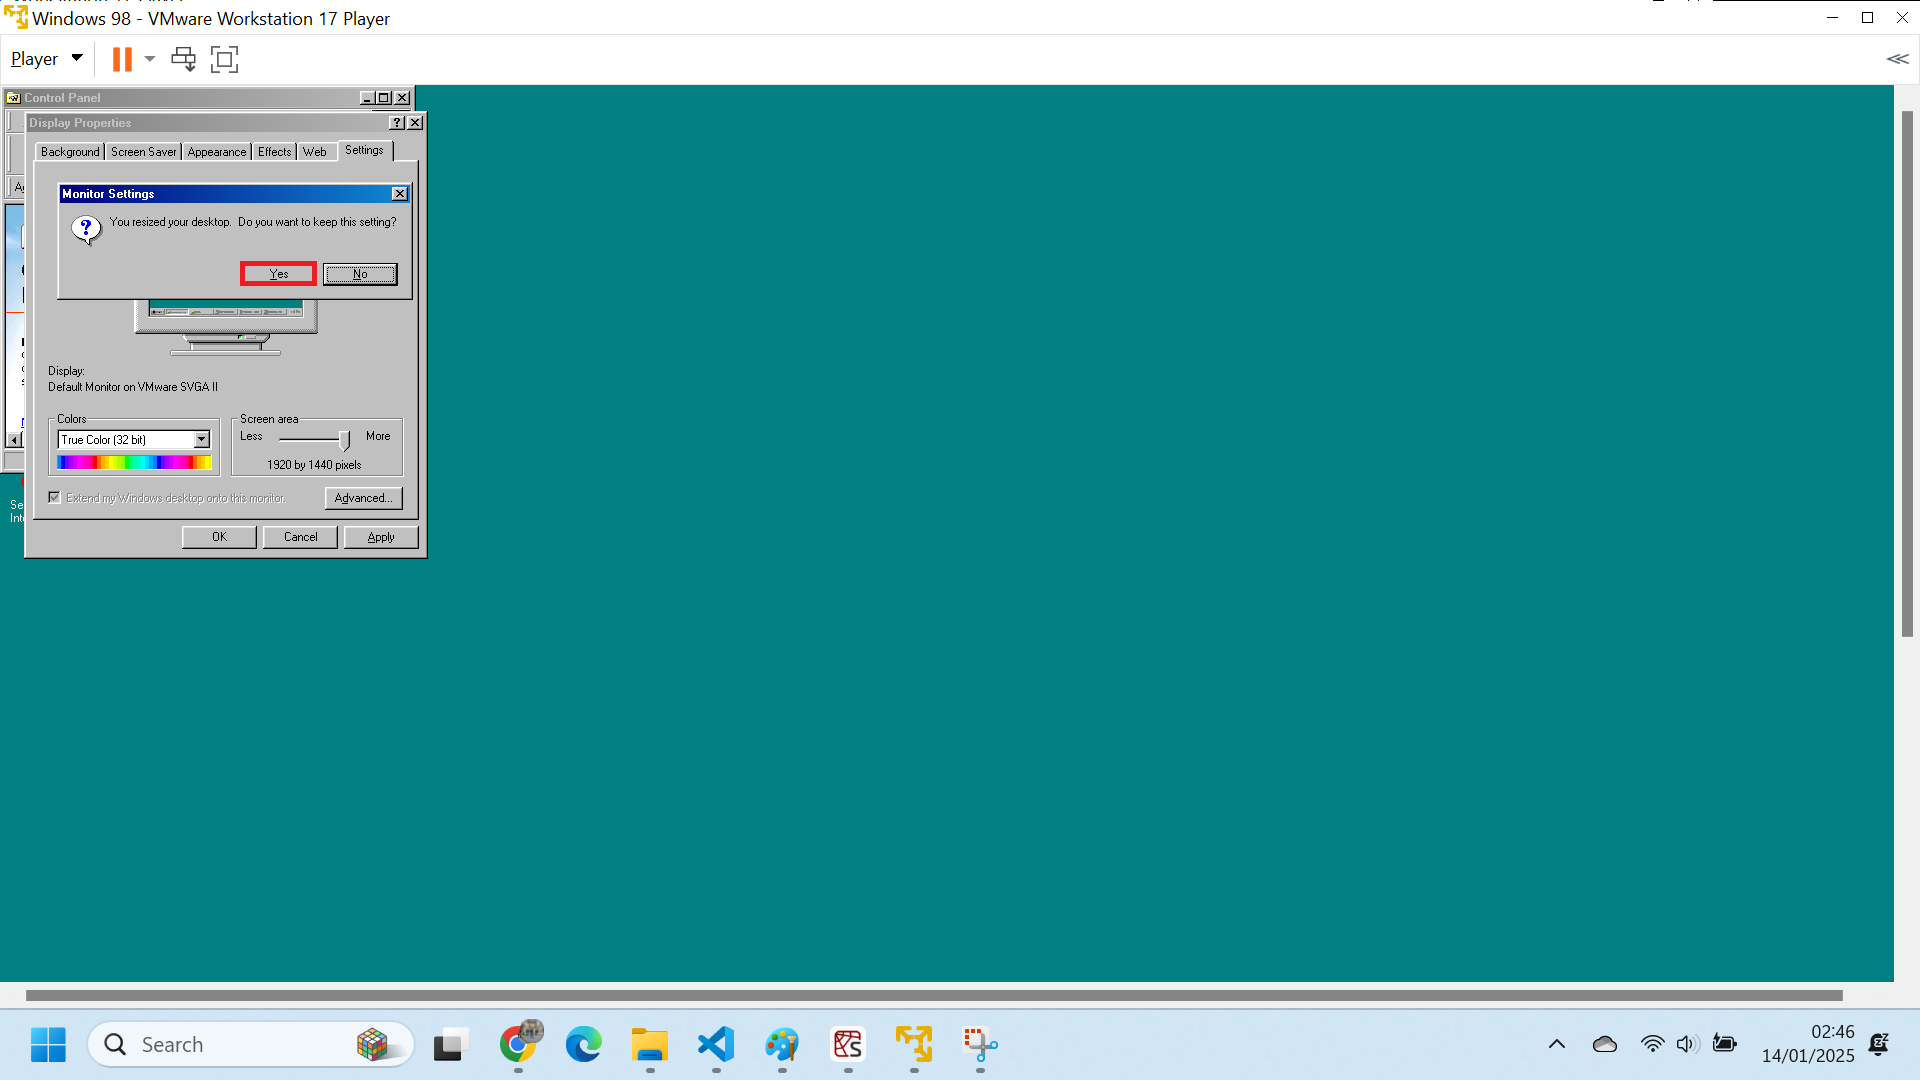 Windows 98 - VMware Workstation 17 Player
Player
Control Panel
Display Properties
Background Screen Saver Appearance Effects Web Settings
Monitor Settings
You resized your desktop. Do you want to keep this setting?
Yes No
Display:
Default Monitor on VMware SVGA II
Colors
True Color (32 bit)
Screen area
Less More
1920 by 1440 pixels
Extend my Windows desktop onto this monitor.
Advanced...
OK Cancel Apply
Search
02:46
14/01/2025